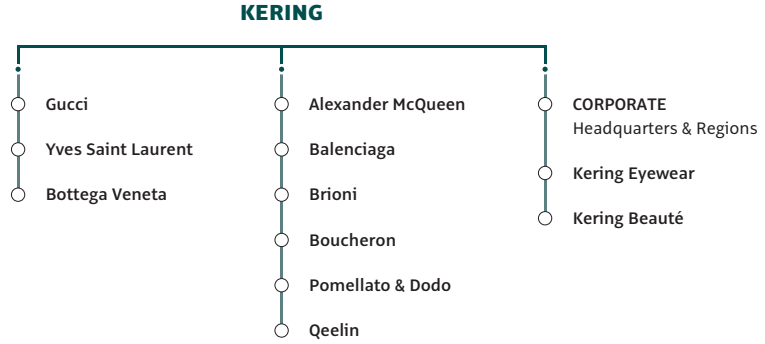 KERING
Gucci
Yves Saint Laurent
Bottega Veneta
Alexander McQueen
Balenciaga
Brioni
Boucheron
Pomellato & Dodo
Qeelin
CORPORATE
Headquarters & Regions
Kering Eyewear
Kering Beauté